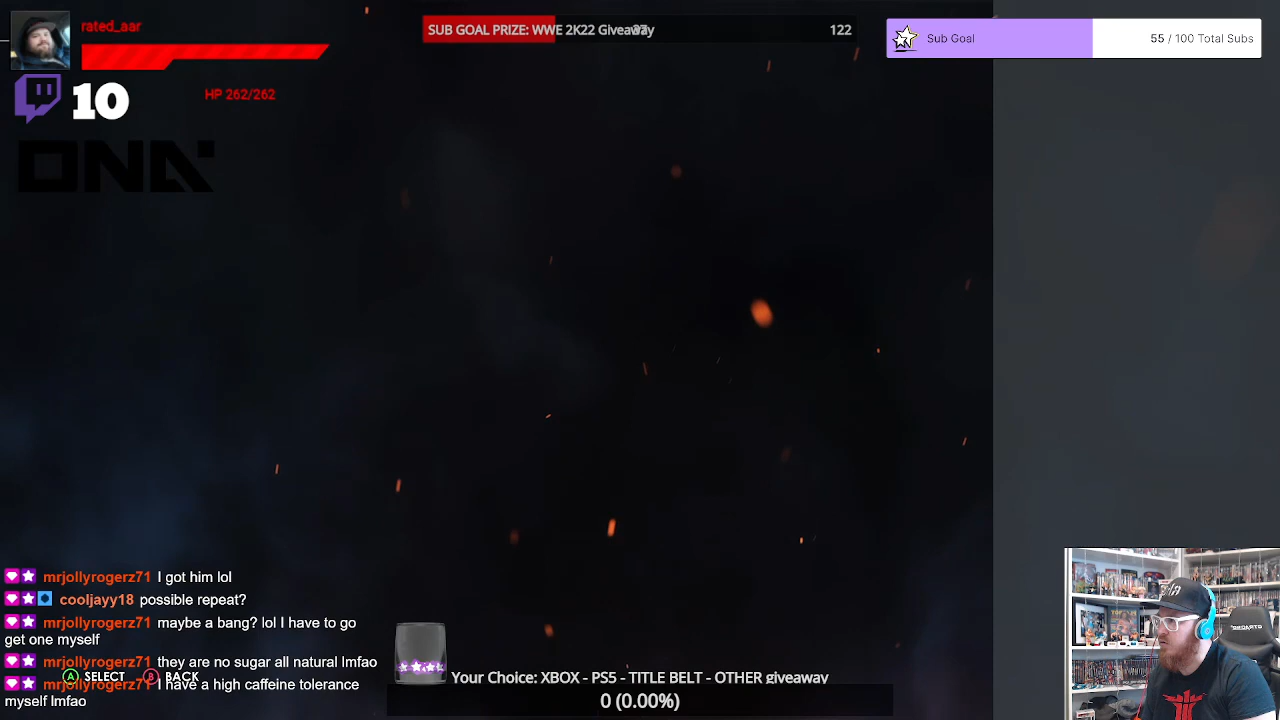 rated_aar
HP 262/262
10
DNA
SUB GOAL PRIZE: WWE 2K22 Giveaway
122
Sub Goal
55 / 100 Total Subs
mrjollyrogerz71 I got him lol
cooljayy18 possible repeat?
mrjollyrogerz71 maybe a bang? lol I have to go
get one myself
mrjollyrogerz71 they are no sugar all natural lmfao
A SELECT B BACK
mrjollyrogerz71 I have a high caffeine tolerance
myself lmao
Your Choice: XBOX - PS5 - TITLE BELT - OTHER giveaway
0 (0.00%)